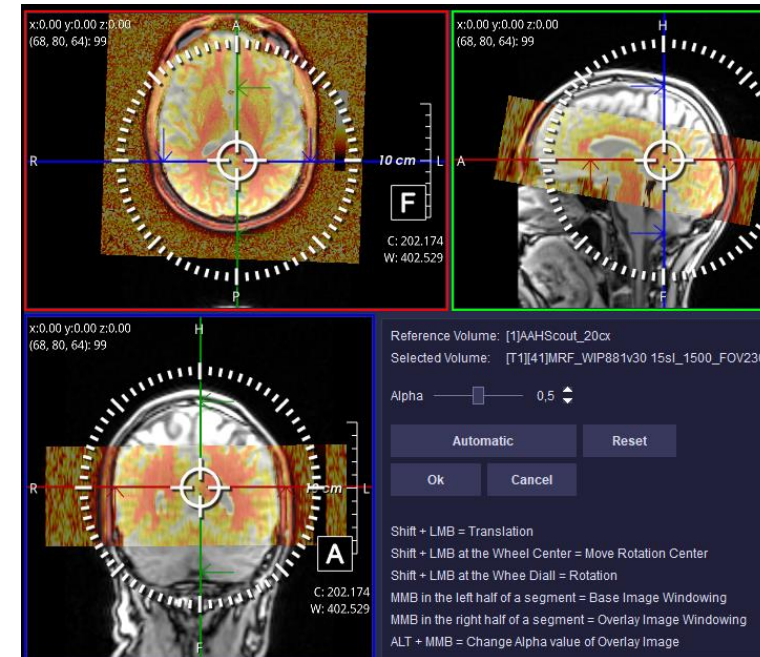 x:0.00 y:0.00 z:0.00
(68, 80, 64): 99
A
R
10 cm
L
F
C: 202.174
W: 402.529
P
x:0.00 y:0.00 z:0.00
(68, 80, 64): 99
H
A
F
x:0.00 y:0.00 z:0.00
(68, 80, 64): 99
H
R
10 cm
L
A
C: 202.174
W: 402.529
F
Reference Volume: [1]AAHScout_20cx
Selected Volume: [T1][41]MRF_WIP881v30 15sl_1500_FOV230
Alpha 0,5
Automatic Reset
Ok Cancel
Shift + LMB = Translation
Shift + LMB at the Wheel Center = Move Rotation Center
Shift + LMB at the Whee Diall = Rotation
MMB in the left half of a segment = Base Image Windowing
MMB in the right half of a segment = Overlay Image Windowing
ALT + MMB = Change Alpha value of Overlay Image